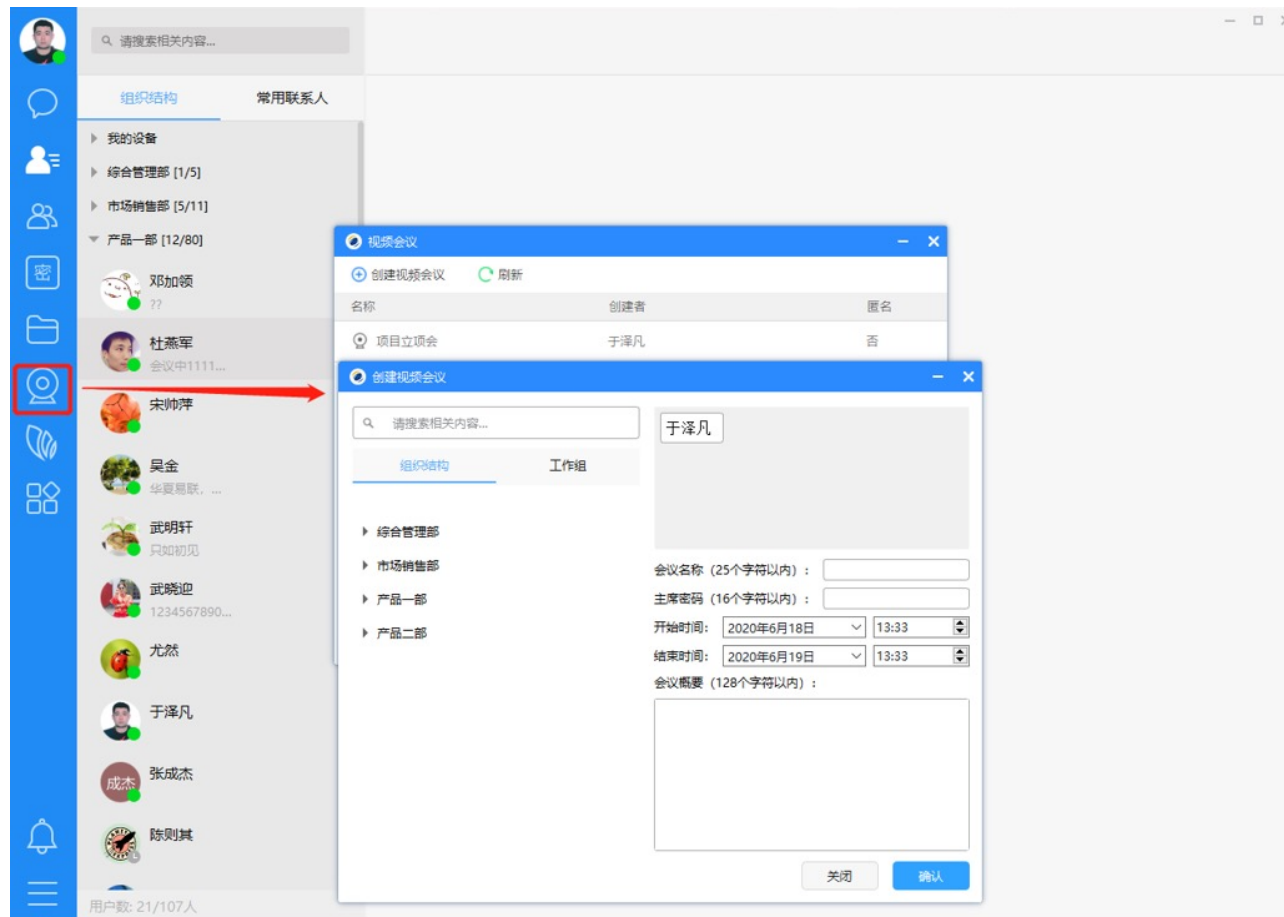 请搜索相关内容...
组织结构
常用联系人
我的设备
综合管理部 [1/5]
市场销售部 [5/11]
产品一部 [12/80]
邓加领
??
杜燕军
会议中1111...
宋帅萍
吴金
华夏易联，...
武明轩
只如初见
武晓迎
1234567890...
尤然
于泽凡
成杰
张成杰
陈则其
用户数: 21/107人
密
视频会议
创建视频会议
刷新
名称
创建者
匿名
项目立项会
于泽凡
否
创建视频会议
请搜索相关内容...
组织结构
工作组
综合管理部
市场销售部
产品一部
产品二部
于泽凡
会议名称（25个字符以内）：
主席密码（16个字符以内）：
开始时间： 2020年6月18日 13:33
结束时间： 2020年6月19日 13:33
会议概要（128个字符以内）：
关闭
确认